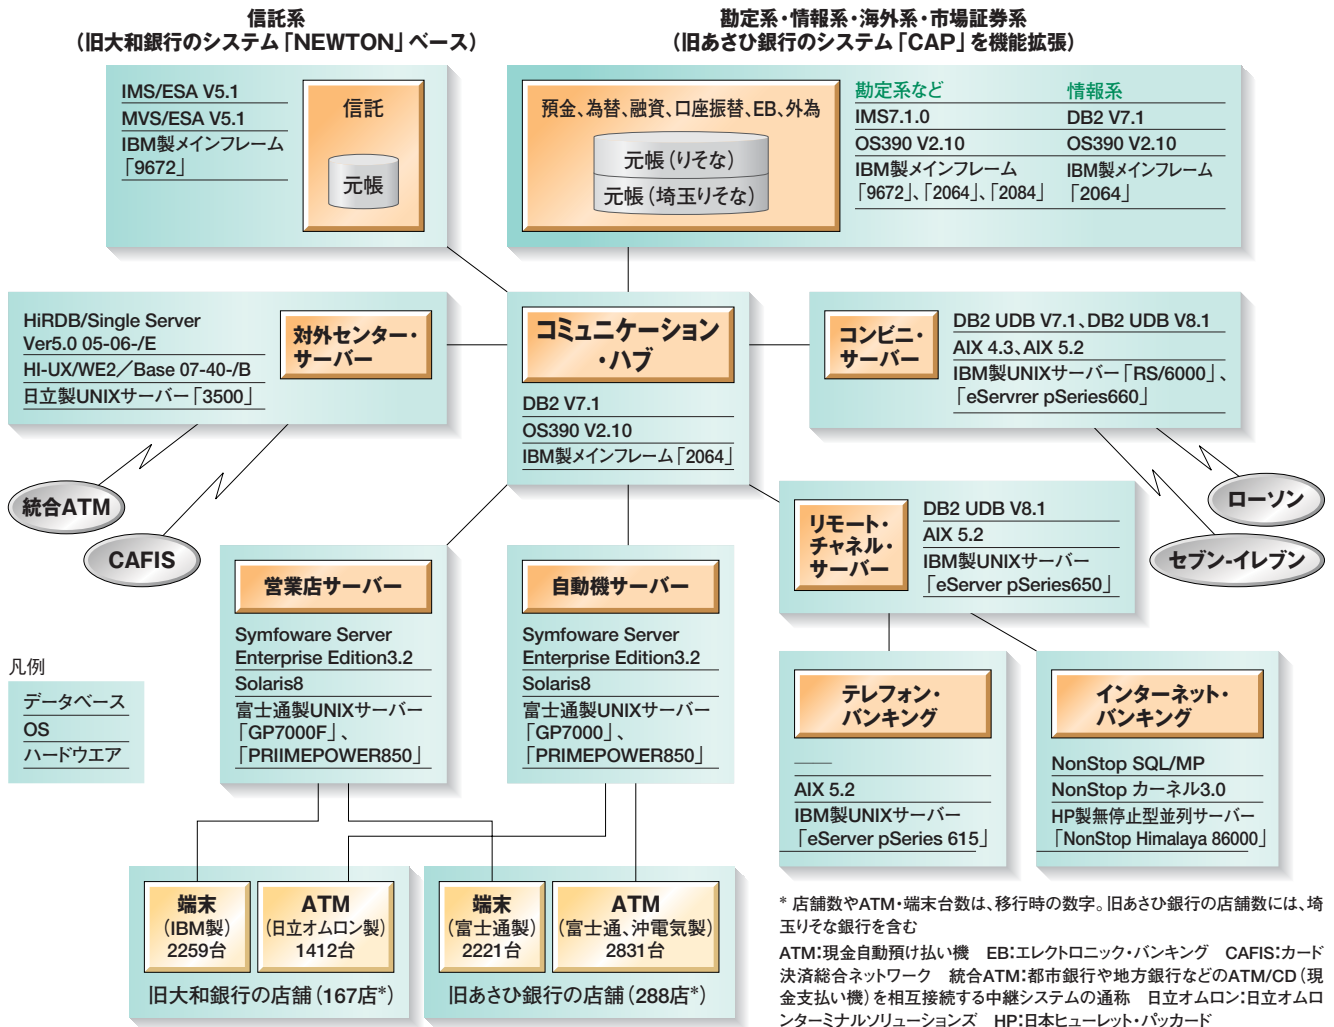 信託系
（旧大和銀行のシステム「NEWTON」ベース）
IMS/ESA V5.1
MVS/ESA V5.1
IBM製メインフレーム
「9672」
信託
元帳
勘定系・情報系・海外系・市場証券系
（旧あさひ銀行のシステム「CAP」を機能拡張）
預金、為替、融資、口座振替、EB、外為
元帳（りそな）
元帳（埼玉りそな）
勘定系など
IMS7.1.0
OS390 V2.10
IBM製メインフレーム
「9672」、「2064」、「2084」
情報系
DB2 V7.1
OS390 V2.10
IBM製メインフレーム
「2064」
HiRDB/Single Server
Ver5.0 05-06-/E
HI-UX/WE2／Base 07-40-/B
日立製UNIXサーバー「3500」
対外センター・
サーバー
統合ATM
CAFIS
コミュニケーション
・ハブ
DB2 V7.1
OS390 V2.10
IBM製メインフレーム「2064」
コンビニ・
サーバー
DB2 UDB V7.1、DB2 UDB V8.1
AIX 4.3、AIX 5.2
IBM製UNIXサーバー「RS/6000」、
「eServrer pSeries660」
ローソン
セブン-イレブン
リモート・
チャネル・
サーバー
DB2 UDB V8.1
AIX 5.2
IBM製UNIXサーバー
「eServer pSeries650」
営業店サーバー
Symfoware Server
Enterprise Edition3.2
Solaris8
富士通製UNIXサーバー
「GP7000F」、
「PRIIMEPOWER850」
自動機サーバー
Symfoware Server
Enterprise Edition3.2
Solaris8
富士通製UNIXサーバー
「GP7000」、
「PRIMEPOWER850」
凡例
データベース
OS
ハードウエア
テレフォン・
バンキング
――
AIX 5.2
IBM製UNIXサーバー
「eServer pSeries 615」
インターネット・
バンキング
NonStop SQL/MP
NonStop カーネル3.0
HP製無停止型並列サーバー
「NonStop Himalaya 86000」
端末
（IBM製）
2259台
ATM
（日立オムロン製）
1412台
旧大和銀行の店舗（167店*）
端末
（富士通製）
2221台
ATM
（富士通、沖電気製）
2831台
旧あさひ銀行の店舗（288店*）
* 店舗数やATM・端末台数は、移行時の数字。旧あさひ銀行の店舗数には、埼
玉りそな銀行を含む
ATM：現金自動預け払い機　EB：エレクトロニック・バンキング　CAFIS：カード
決済総合ネットワーク　統合ATM：都市銀行や地方銀行などのATM/CD（現
金支払い機）を相互接続する中継システムの通称　日立オムロン：日立オムロ
ンターミナルソリューションズ　HP：日本ヒューレット・パッカード